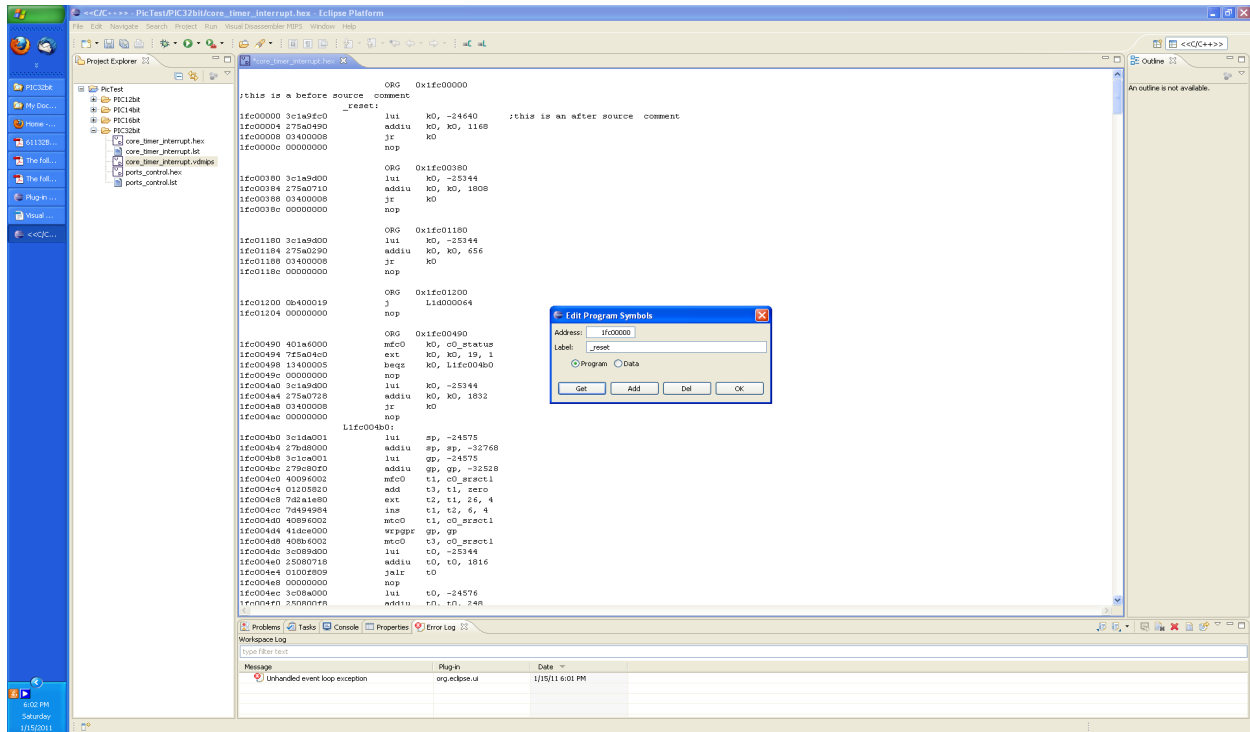 <<C/C++>> - PicTest/PIC32bit/core_timer_interrupt.hex - Eclipse Platform
File Edit Navigate Search Project Run Visual Disassembler MIPS Window Help
<<C/C++>>
PIC32bit
My Doc...
Home -...
61132B...
The foll...
The foll...
Plug-in ...
Visual ...
<<C/C...
6:02 PM
Saturday
1/15/2011
Project Explorer
PicTest
PIC12bit
PIC14bit
PIC16bit
PIC32bit
core_timer_interrupt.hex
core_timer_interrupt.lst
core_timer_interrupt.vdmips
ports_control.hex
ports_control.lst
*core_timer_interrupt.hex
ORG 0x1fc00000
;this is a before source comment
_reset:
1fc00000 3c1a9fc0 lui k0, -24640 ;this is an after source comment
1fc00004 275a0490 addiu k0, k0, 1168
1fc00008 03400008 jr k0
1fc0000c 00000000 nop
ORG 0x1fc00380
1fc00380 3c1a9d00 lui k0, -25344
1fc00384 275a0710 addiu k0, k0, 1808
1fc00388 03400008 jr k0
1fc0038c 00000000 nop
ORG 0x1fc01180
1fc01180 3c1a9d00 lui k0, -25344
1fc01184 275a0290 addiu k0, k0, 656
1fc01188 03400008 jr k0
1fc0118c 00000000 nop
ORG 0x1fc01200
1fc01200 0b400019 j L1d000064
1fc01204 00000000 nop
ORG 0x1fc00490
1fc00490 401a6000 mfc0 k0, c0_status
1fc00494 7f5a04c0 ext k0, k0, 19, 1
1fc00498 13400005 beqz k0, L1fc004b0
1fc0049c 00000000 nop
1fc004a0 3c1a9d00 lui k0, -25344
1fc004a4 275a0728 addiu k0, k0, 1832
1fc004a8 03400008 jr k0
1fc004ac 00000000 nop
L1fc004b0:
1fc004b0 3c1da001 lui sp, -24575
1fc004b4 27bd8000 addiu sp, sp, -32768
1fc004b8 3c1ca001 lui gp, -24575
1fc004bc 279c80f0 addiu gp, gp, -32528
1fc004c0 40096002 mfc0 t1, c0_srsctl
1fc004c4 01205820 add t3, t1, zero
1fc004c8 7d2a1e80 ext t2, t1, 26, 4
1fc004cc 7d494984 ins t1, t2, 6, 4
1fc004d0 40896002 mtc0 t1, c0_srsctl
1fc004d4 41dce000 wrpgpr gp, gp
1fc004d8 408b6002 mtc0 t3, c0_srsctl
1fc004dc 3c089d00 lui t0, -25344
1fc004e0 25080718 addiu t0, t0, 1816
1fc004e4 0100f809 jalr t0
1fc004e8 00000000 nop
1fc004ec 3c08a000 lui t0, -24576
1fc004f0 250800f8 addiu t0, t0, 248
Edit Program Symbols
Address: 1fc00000
Label: _reset
Program Data
Get Add Del OK
Outline
An outline is not available.
Problems Tasks Console Properties Error Log
Workspace Log
type filter text
Message Plug-in Date
Unhandled event loop exception org.eclipse.ui 1/15/11 6:01 PM